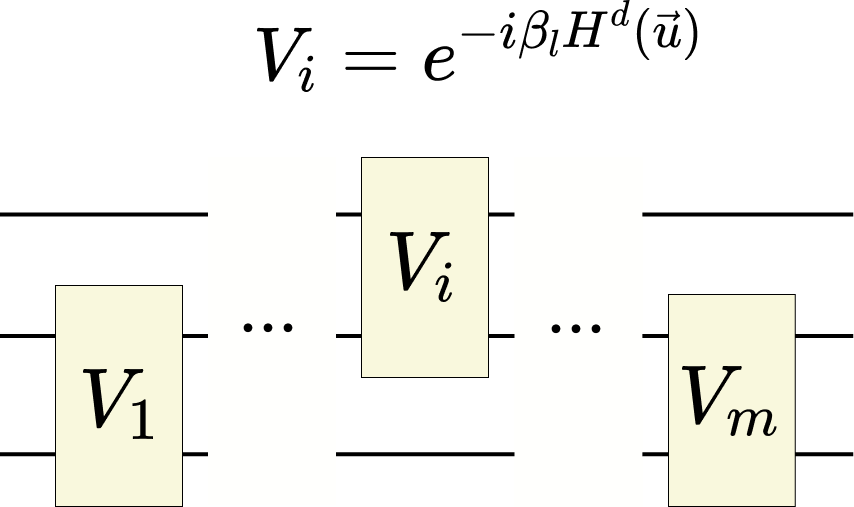 V_i = e^{-iβ_l H^d(\vec{u})}
V_i
... ...
V_1 V_m